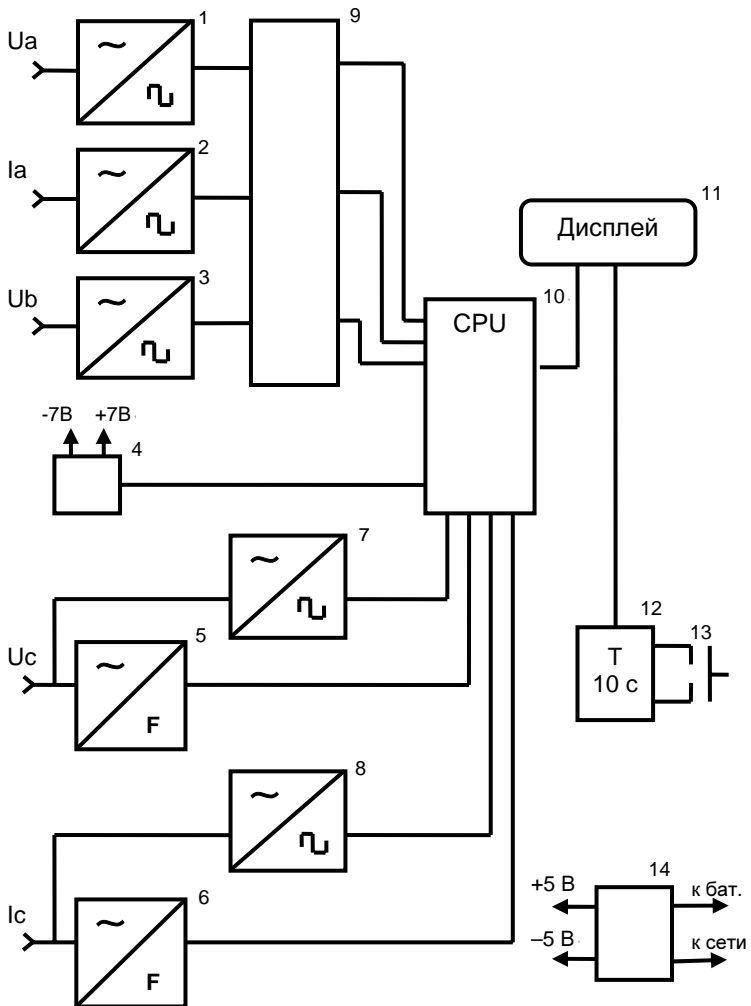 1
9
Ua
2
Ia
11
Дисплей
3
Ub
10
CPU
-7В +7В
4
7
5
Uc
F
12
13
T
10 c
8
6
Ic
F
14
+5 В
к бат.
–5 В
к сети